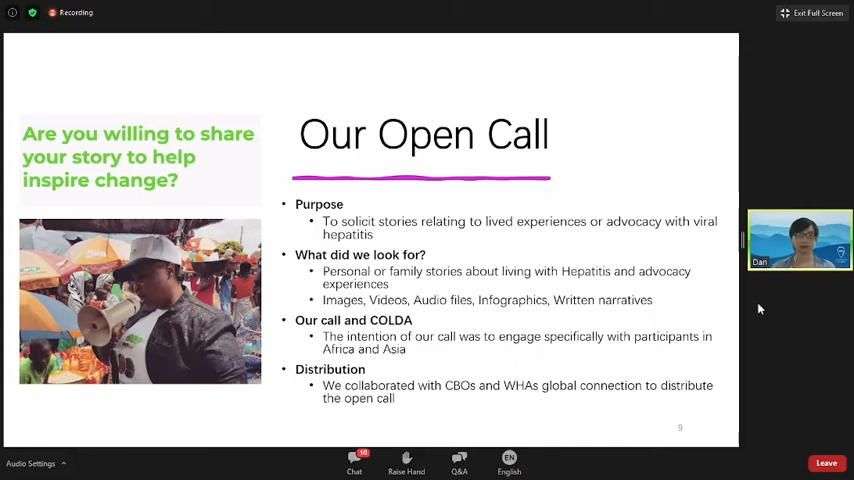 Recording
Exit Full Screen
Are you willing to share
your story to help
inspire change?
Our Open Call
• Purpose
• To solicit stories relating to lived experiences or advocacy with viral
hepatitis
• What did we look for?
• Personal or family stories about living with Hepatitis and advocacy
experiences
• Images, Videos, Audio files, Infographics, Written narratives
• Our call and COLDA
• The intention of our call was to engage specifically with participants in
Africa and Asia
• Distribution
• We collaborated with CBOs and WHAs global connection to distribute
the open call
9
Dan
Audio Settings
Chat
Raise Hand
Q&A
EN
English
Leave